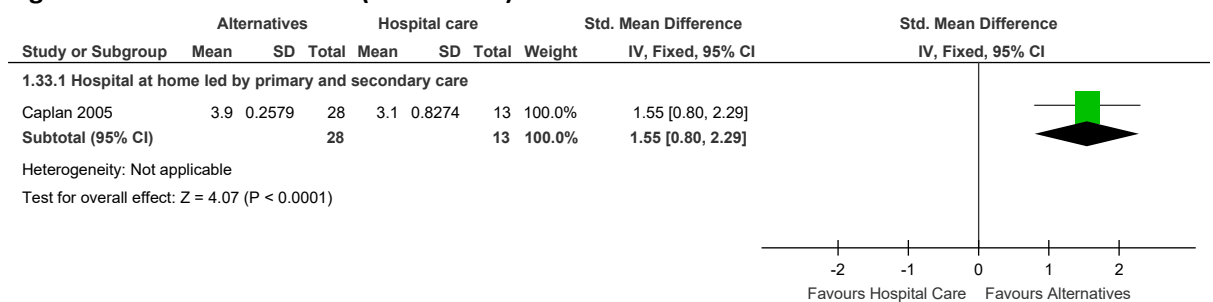 Alternatives Hospital care Std. Mean Difference Std. Mean Difference
Study or Subgroup Mean SD Total Mean SD Total Weight IV, Fixed, 95% CI IV, Fixed, 95% CI
1.33.1 Hospital at home led by primary and secondary care
Caplan 2005 3.9 0.2579 28 3.1 0.8274 13 100.0% 1.55 [0.80, 2.29]
Subtotal (95% CI) 28 13 100.0% 1.55 [0.80, 2.29]
Heterogeneity: Not applicable
Test for overall effect: Z = 4.07 (P < 0.0001)
-2 -1 0 1 2
Favours Hospital Care Favours Alternatives